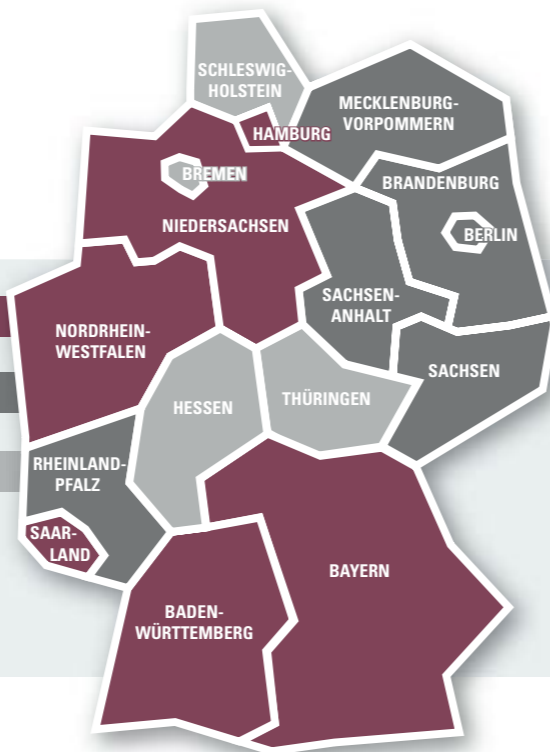 SCHLESWIG-
HOLSTEIN
MECKLENBURG-
VORPOMMERN
HAMBURG
BREMEN
BRANDENBURG
NIEDERSACHSEN
BERLIN
SACHSEN-
ANHALT
NORDRHEIN-
WESTFALEN
SACHSEN
THÜRINGEN
HESSEN
RHEINLAND-
PFALZ
SAAR-
LAND
BAYERN
BADEN-
WÜRTTEMBERG